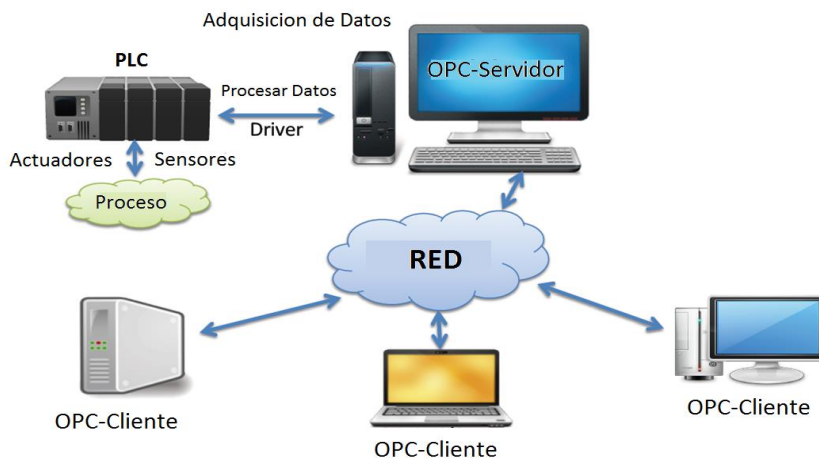 Adquisicion de Datos
PLC
OPC-Servidor
Procesar Datos
Driver
Actuadores
Sensores
Proceso
RED
OPC-Cliente
OPC-Cliente
OPC-Cliente